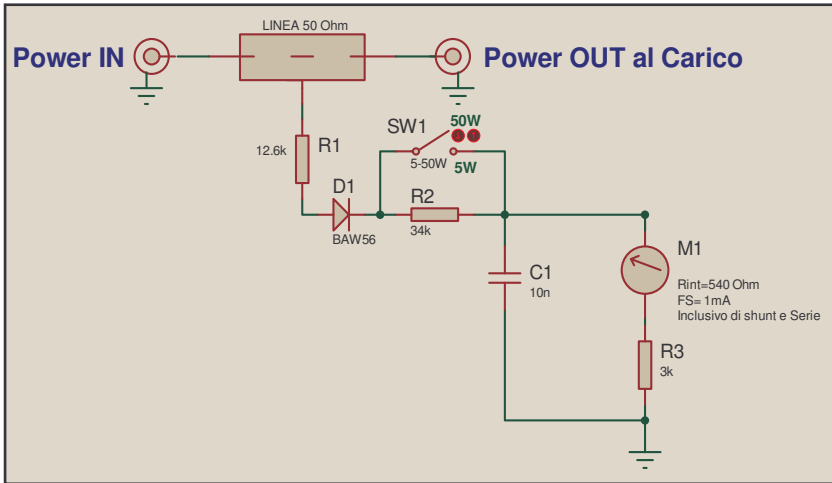 LINEA 50 Ohm
Power IN
Power OUT al Carico
SW1
50W
5-50W
5W
12.6k
R1
D1
BAW56
R2
34k
C1
10n
M1
Rint=540 Ohm
FS= 1mA
Inclusivo di shunt e Serie
R3
3k